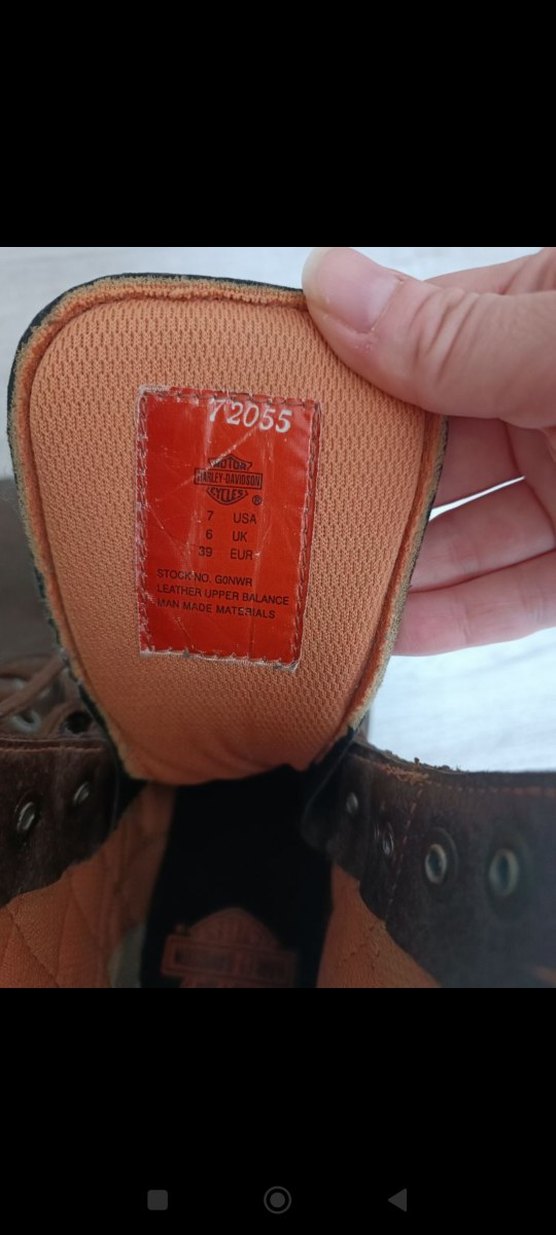 72055
MOTOR
HARLEY-DAVIDSON
CYCLES ®
7 USA
6 UK
39 EUR
STOCK NO. G0NWR
LEATHER UPPER BALANCE
MAN MADE MATERIALS